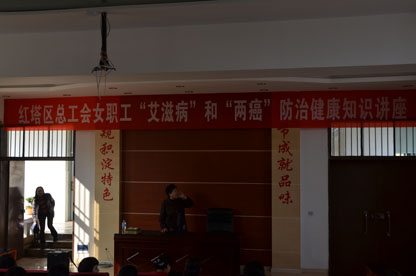 红塔区总工会女职工“艾滋病”和“两癌”防治健康知识讲座
积淀特色
成就品味